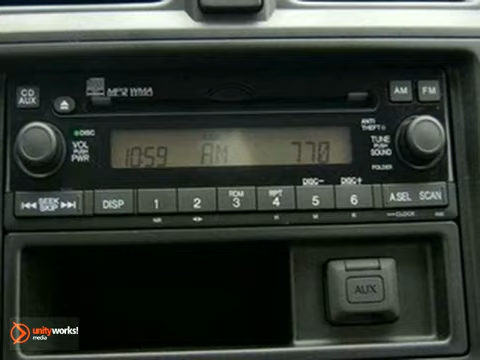 MP3 WMA
CD AUX
AM FM
DISC
ANTI THEFT
10:59 AM 770
VOL PUSH PWR
TUNE PUSH SOUND
FOLDER
DISC− DISC+
SEEK SKIP
DISP
1
2
RDM 3
RPT 4
5
6
A.SEL
SCAN
CLOCK
AUX
unityworks!
media